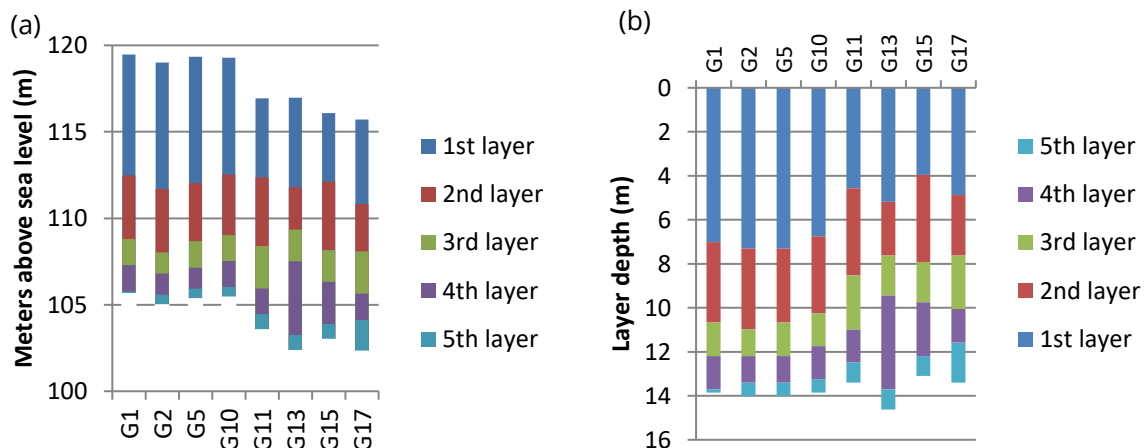 (a)
Meters above sea level (m)
120
115
110
105
100
G1 G2 G5 G10 G11 G13 G15 G17
1st layer
2nd layer
3rd layer
4th layer
5th layer
(b)
G1 G2 G5 G10 G11 G13 G15 G17
Layer depth (m)
0
2
4
6
8
10
12
14
16
5th layer
4th layer
3rd layer
2nd layer
1st layer